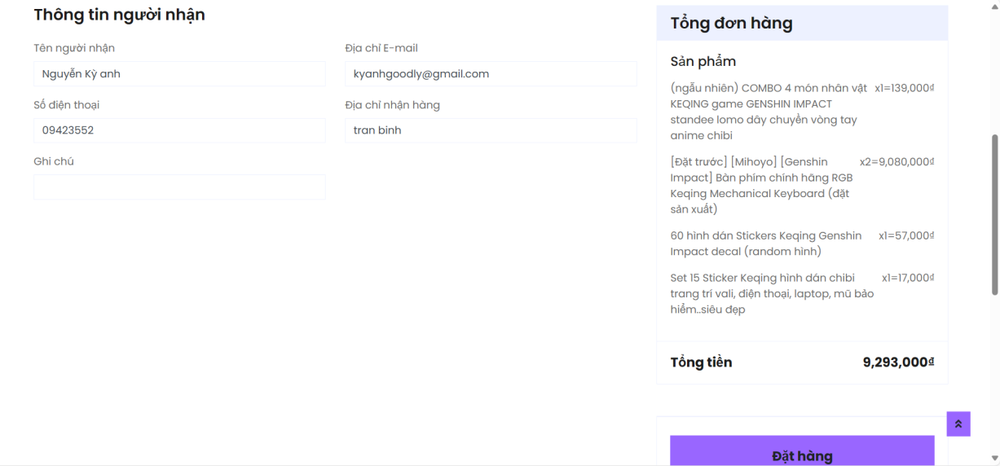 Thông tin người nhận
Tên người nhận
Địa chỉ E-mail
Nguyễn Kỳ anh
kyanhgoodly@gmail.com
Số điện thoại
Địa chỉ nhận hàng
09423552
tran binh
Ghi chú
Tổng đơn hàng
Sản phẩm
(ngẫu nhiên) COMBO 4 món nhân vật x1=139,000₫
KEQING game GENSHIN IMPACT
standee lomo dây chuyền vòng tay
anime chibi
[Đặt trước] [Mihoyo] [Genshin x2=9,080,000₫
Impact] Bàn phím chính hãng RGB
Keqing Mechanical Keyboard (đặt
sản xuất)
60 hình dán Stickers Keqing Genshin x1=57,000₫
Impact decal (random hình)
Set 15 Sticker Keqing hình dán chibi x1=17,000₫
trang trí vali, điện thoại, laptop, mũ bảo
hiểm..siêu đẹp
Tổng tiền 9,293,000₫
Đặt hàng